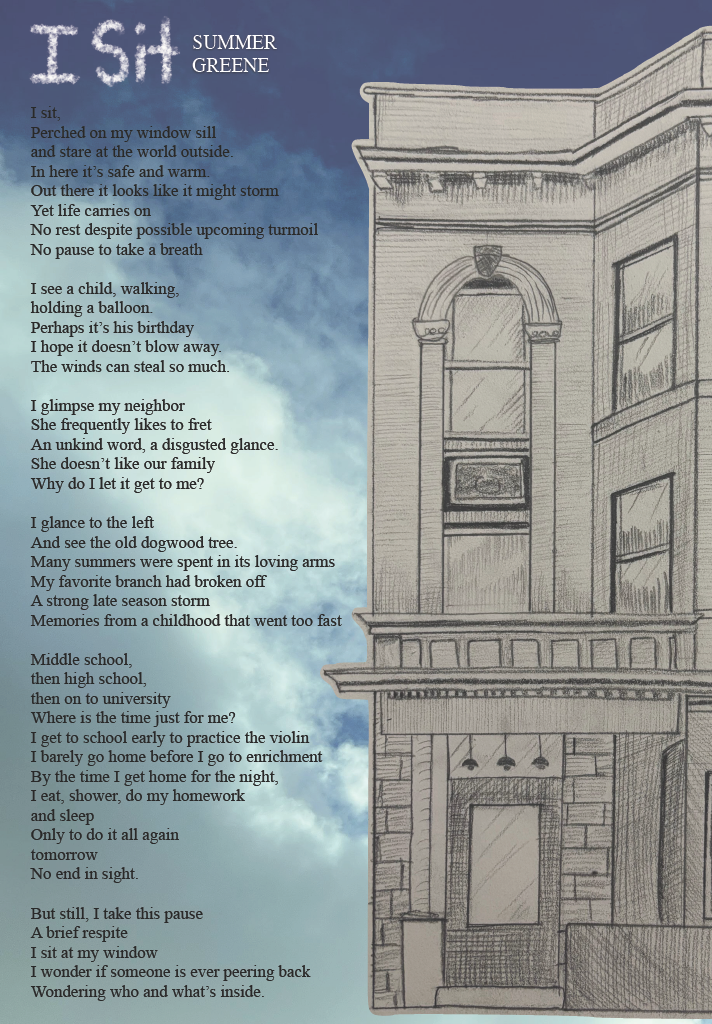 I Sit
SUMMER
GREENE
I sit,
Perched on my window sill
and stare at the world outside.
In here it’s safe and warm.
Out there it looks like it might storm
Yet life carries on
No rest despite possible upcoming turmoil
No pause to take a breath
I see a child, walking,
holding a balloon.
Perhaps it’s his birthday
I hope it doesn’t blow away.
The winds can steal so much.
I glimpse my neighbor
She frequently likes to fret
An unkind word, a disgusted glance.
She doesn’t like our family
Why do I let it get to me?
I glance to the left
And see the old dogwood tree.
Many summers were spent in its loving arms
My favorite branch had broken off
A strong late season storm
Memories from a childhood that went too fast
Middle school,
then high school,
then on to university
Where is the time just for me?
I get to school early to practice the violin
I barely go home before I go to enrichment
By the time I get home for the night,
I eat, shower, do my homework
and sleep
Only to do it all again
tomorrow
No end in sight.
But still, I take this pause
A brief respite
I sit at my window
I wonder if someone is ever peering back
Wondering who and what’s inside.